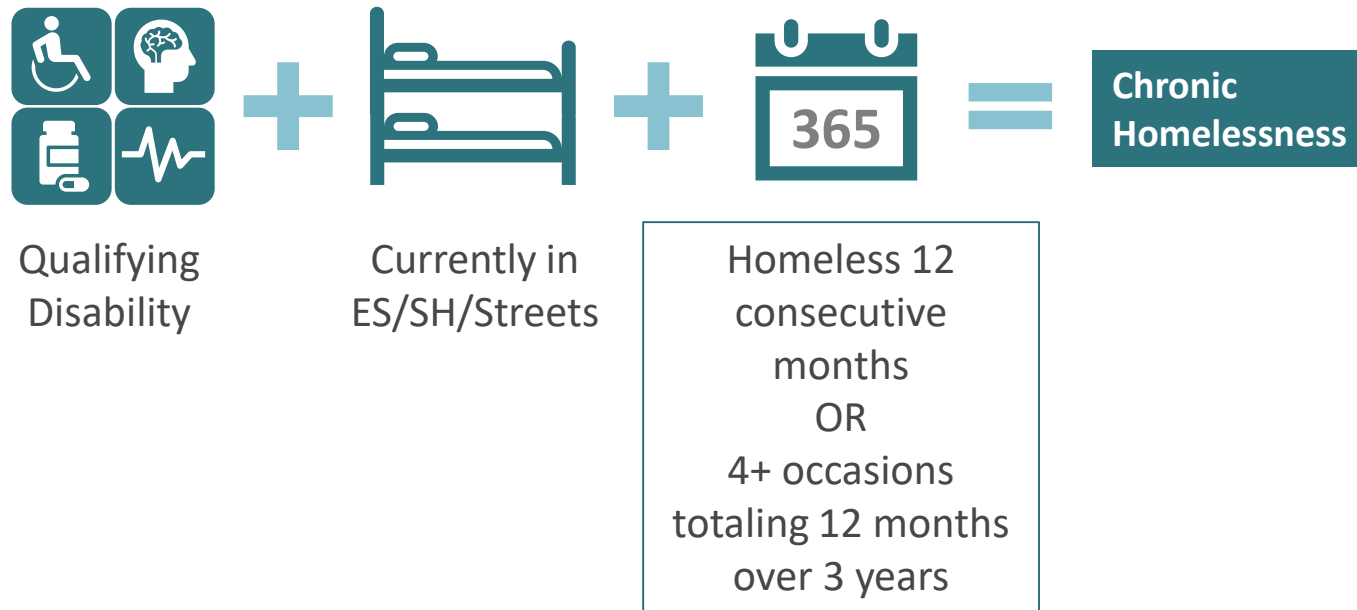 365
Chronic
Homelessness
Qualifying
Disability
Currently in
ES/SH/Streets
Homeless 12
consecutive
months
OR
4+ occasions
totaling 12 months
over 3 years